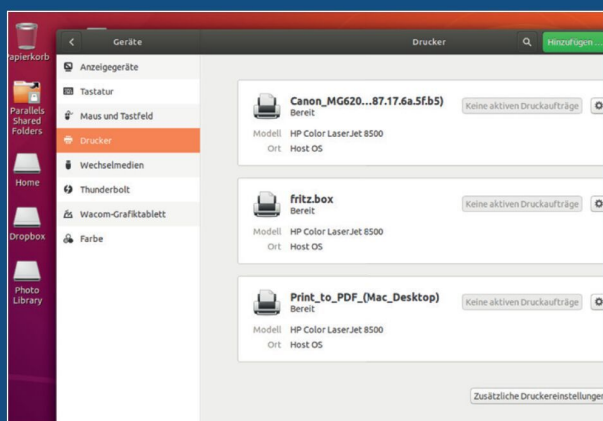 Papierkorb
Parallels
Shared
Folders
Home
Dropbox
Photo
Library
Geräte
Drucker
Hinzufügen ...
Anzeigegeräte
Tastatur
Maus und Tastfeld
Drucker
Wechselmedien
Thunderbolt
Wacom-Grafiktablett
Farbe
Canon_MG620...87.17.6a.5f.b5)
Bereit
Keine aktiven Druckaufträge
Modell HP Color LaserJet 8500
Ort Host OS
fritz.box
Bereit
Keine aktiven Druckaufträge
Modell HP Color LaserJet 8500
Ort Host OS
Print_to_PDF_(Mac_Desktop)
Bereit
Keine aktiven Druckaufträge
Modell HP Color LaserJet 8500
Ort Host OS
Zusätzliche Druckereinstellungen